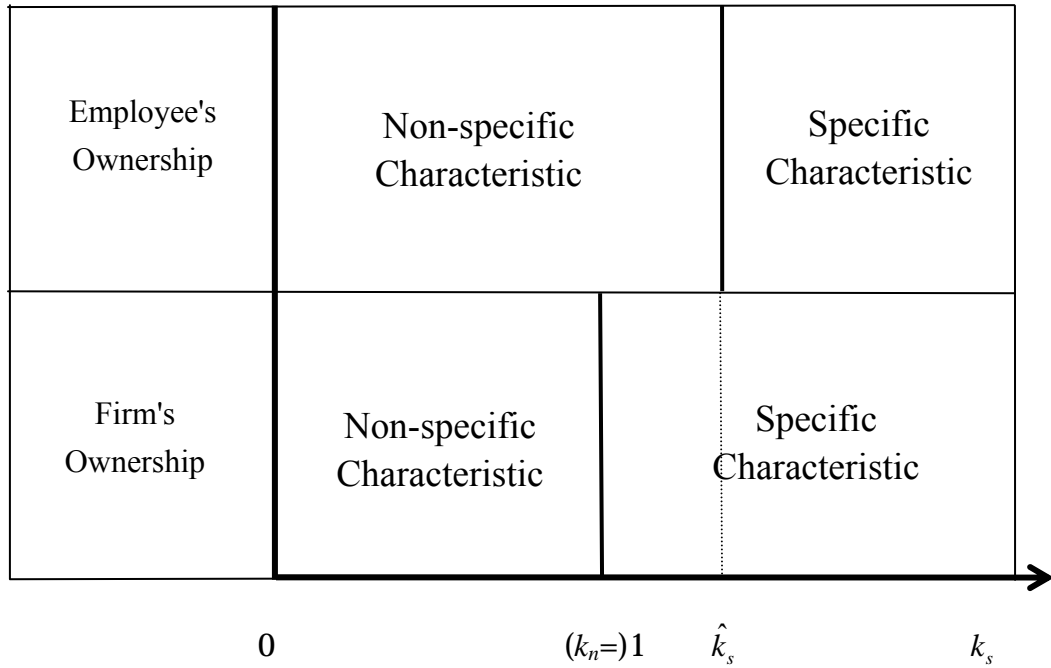 Employee's
Ownership
Non-specific
Characteristic
Specific
Characteristic
Firm's
Ownership
Non-specific
Characteristic
Specific
Characteristic
0 (kₙ=)1 k̂ₛ kₛ